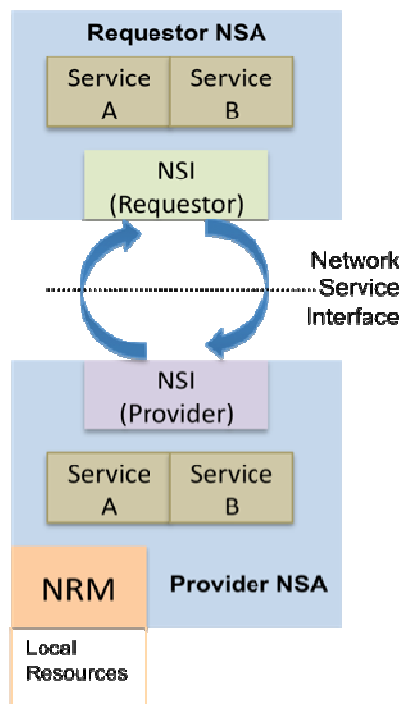 Requestor NSA
Service A
Service B
NSI
(Requestor)
Network
Service
Interface
NSI
(Provider)
Service A
Service B
NRM
Provider NSA
Local
Resources